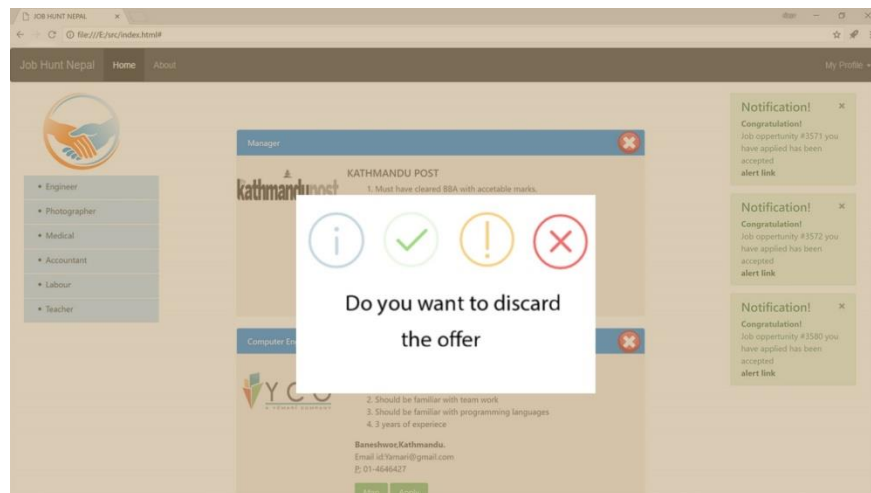 JOB HUNT NEPAL
file:///E:/src/index.html#
Job Hunt Nepal Home About My Profile
Engineer
Photographer
Medical
Accountant
Labour
Teacher
Manager
kathmandupost
KATHMANDU POST
1. Must have cleared BBA with accetable marks.
Do you want to discard
the offer
Computer En
YCO
A YOMARI COMPANY
2. Should be familiar with team work
3. Should be familiar with programming languages
4. 3 years of experiece
Baneshwor,Kathmandu.
Email id:Yamari@gmail.com
P: 01-4646427
Notification!
Congratulation!
Job oppertunity #3571 you
have applied has been
accepted
alert link
Notification!
Congratulation!
Job oppertunity #3572 you
have applied has been
accepted
alert link
Notification!
Congratulation!
Job oppertunity #3580 you
have applied has been
accepted
alert link